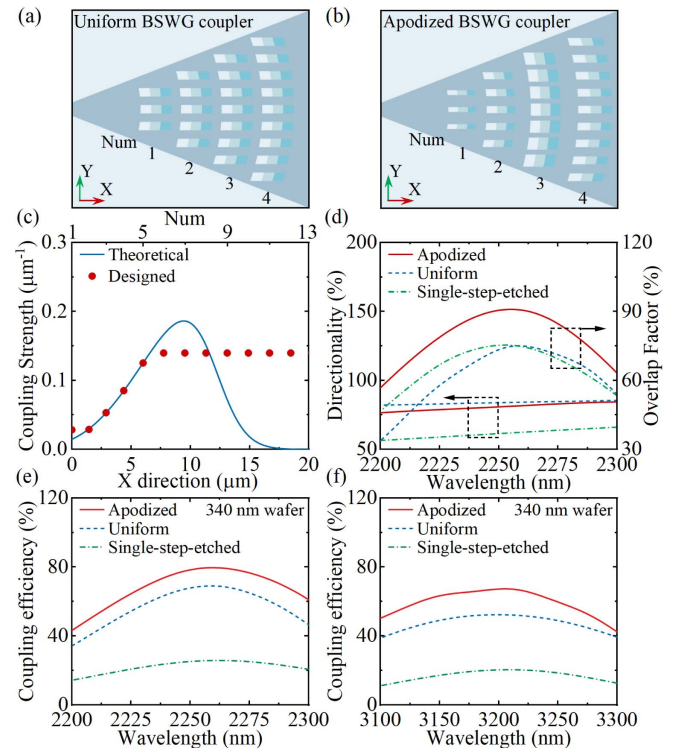 (a)
Uniform BSWG coupler
Num
1
2
3
4
Y
X
(b)
Apodized BSWG coupler
Num
1
2
3
4
Y
X
(c)
Num
1 5 9 13
Theoretical
Designed
Coupling Strength (μm⁻¹)
0.3
0.2
0.1
0.0
0 5 10 15 20
X direction (μm)
(d)
Apodized
Uniform
Single-step-etched
Directionality (%)
200
150
100
50
Overlap Factor (%)
120
90
60
30
2200 2225 2250 2275 2300
Wavelength (nm)
(e)
Apodized 340 nm wafer
Uniform
Single-step-etched
Coupling efficiency (%)
120
80
40
0
2200 2220 2240 2260 2280 2300
Wavelength (nm)
(f)
Apodized 340 nm wafer
Uniform
Single-step-etched
Coupling efficiency (%)
120
80
40
0
3100 3150 3200 3250 3300
Wavelength (nm)